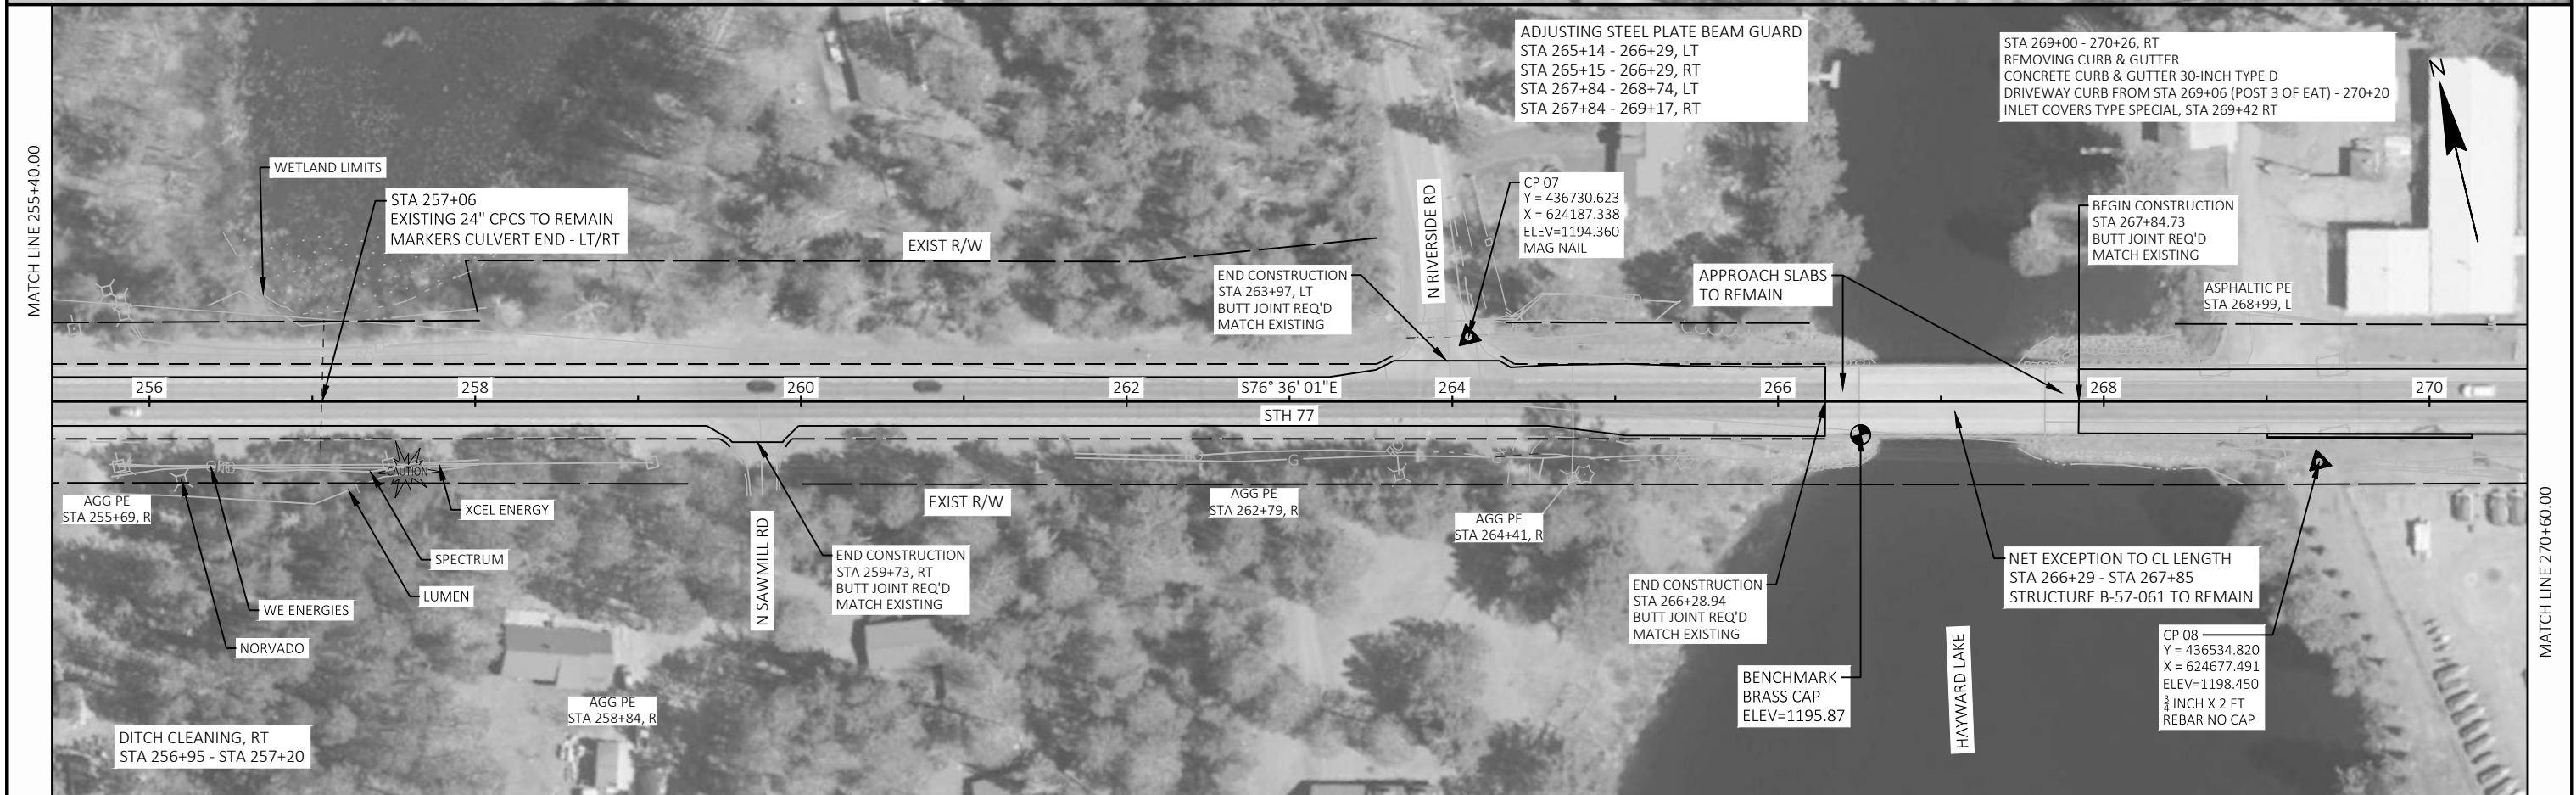 MATCH LINE 255+40.00
WETLAND LIMITS
STA 257+06
EXISTING 24" CPCS TO REMAIN
MARKERS CULVERT END - LT/RT
EXIST R/W
END CONSTRUCTION
STA 263+97, LT
BUTT JOINT REQ'D
MATCH EXISTING
N RIVERSIDE RD
ADJUSTING STEEL PLATE BEAM GUARD
STA 265+14 - 266+29, LT
STA 265+15 - 266+29, RT
STA 267+84 - 268+74, LT
STA 267+84 - 269+17, RT
CP 07
Y = 436730.623
X = 624187.338
ELEV=1194.360
MAG NAIL
APPROACH SLABS
TO REMAIN
STA 269+00 - 270+26, RT
REMOVING CURB & GUTTER
CONCRETE CURB & GUTTER 30-INCH TYPE D
DRIVEWAY CURB FROM STA 269+06 (POST 3 OF EAT) - 270+20
INLET COVERS TYPE SPECIAL, STA 269+42 RT
N
BEGIN CONSTRUCTION
STA 267+84.73
BUTT JOINT REQ'D
MATCH EXISTING
ASPHALTIC PE
STA 268+99, L
256
258
260
262
S76° 36' 01"E
264
266
268
270
STH 77
CAUTION
G
AGG PE
STA 255+69, R
XCEL ENERGY
SPECTRUM
LUMEN
WE ENERGIES
NORVADO
DITCH CLEANING, RT
STA 256+95 - STA 257+20
AGG PE
STA 258+84, R
N SAWMILL RD
END CONSTRUCTION
STA 259+73, RT
BUTT JOINT REQ'D
MATCH EXISTING
EXIST R/W
AGG PE
STA 262+79, R
AGG PE
STA 264+41, R
END CONSTRUCTION
STA 266+28.94
BUTT JOINT REQ'D
MATCH EXISTING
BENCHMARK
BRASS CAP
ELEV=1195.87
HAYWARD LAKE
NET EXCEPTION TO CL LENGTH
STA 266+29 - STA 267+85
STRUCTURE B-57-061 TO REMAIN
CP 08
Y = 436534.820
X = 624677.491
ELEV=1198.450
¾ INCH X 2 FT
REBAR NO CAP
MATCH LINE 270+60.00